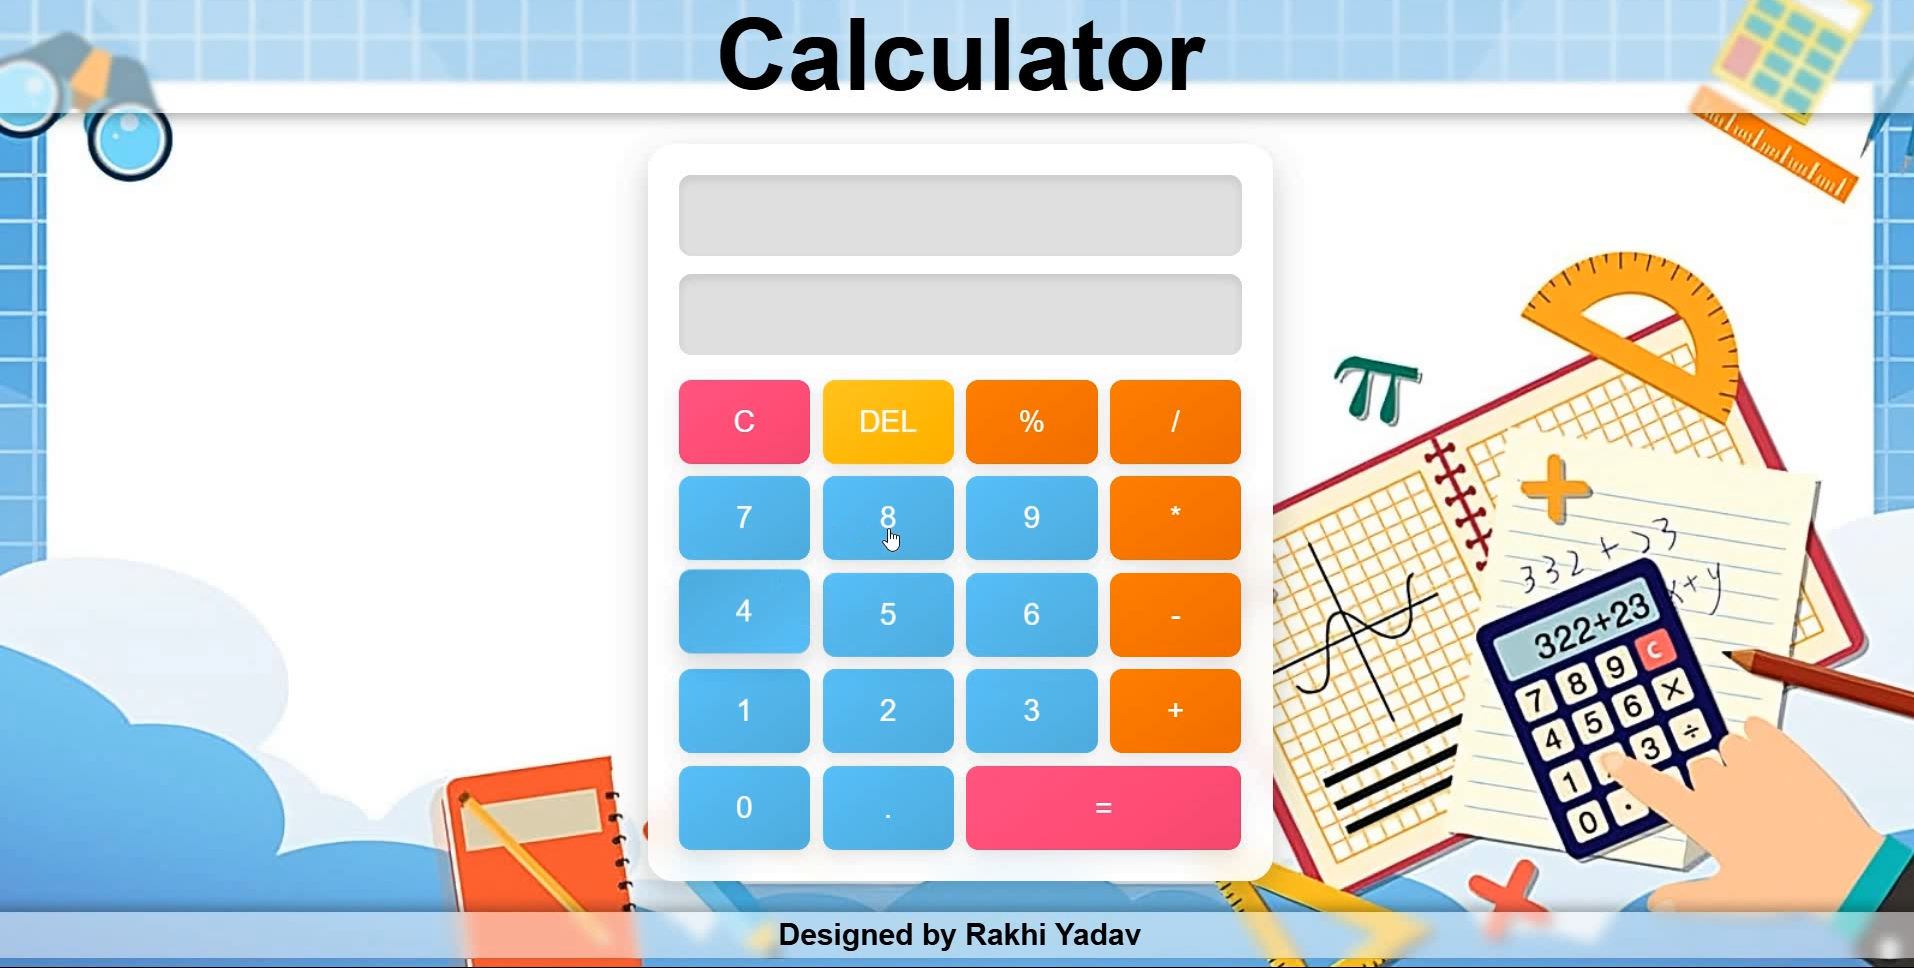 Calculator
C DEL % /
7 8 9 *
4 5 6 -
1 2 3 +
0 . =
π
+
332 + 23
x+y
322+23
7 8 9 C
4 5 6 X
1 3 ÷
0 .
Designed by Rakhi Yadav